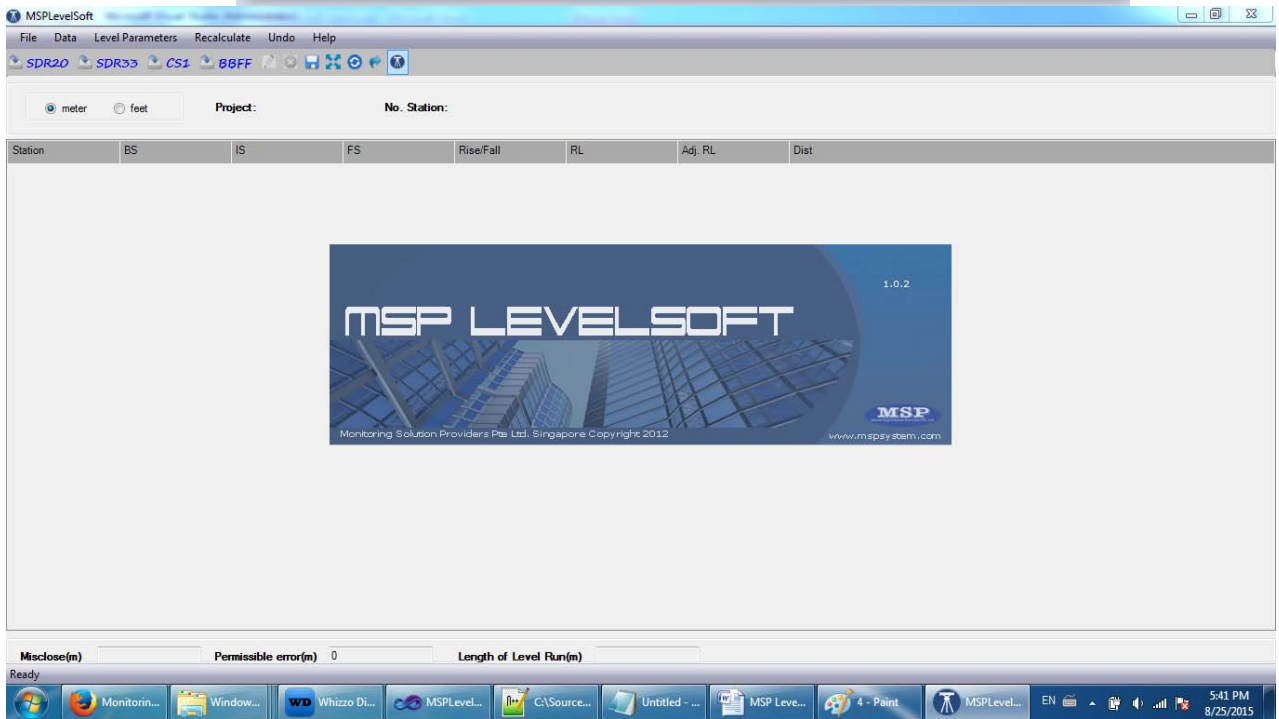 MSPLevelSoft
File Data Level Parameters Recalculate Undo Help
SDR20 SDR33 CS1 BBFF
meter feet Project: No. Station:
Station BS IS FS Rise/Fall RL Adj. RL Dist
1.0.2
MSP LEVELSOFT
MSP
Monitoring Solution Providers Pte Ltd. Singapore Copyright 2012
www.mspsystem.com
Misclose(m) Permissible error(m) 0 Length of Level Run(m)
Ready
Monitorin... Window... WD Whizzo Di... MSPLevel... C:\Source... Untitled - ... MSP Leve... 4 - Paint MSPLevel... EN 5:41 PM
8/25/2015